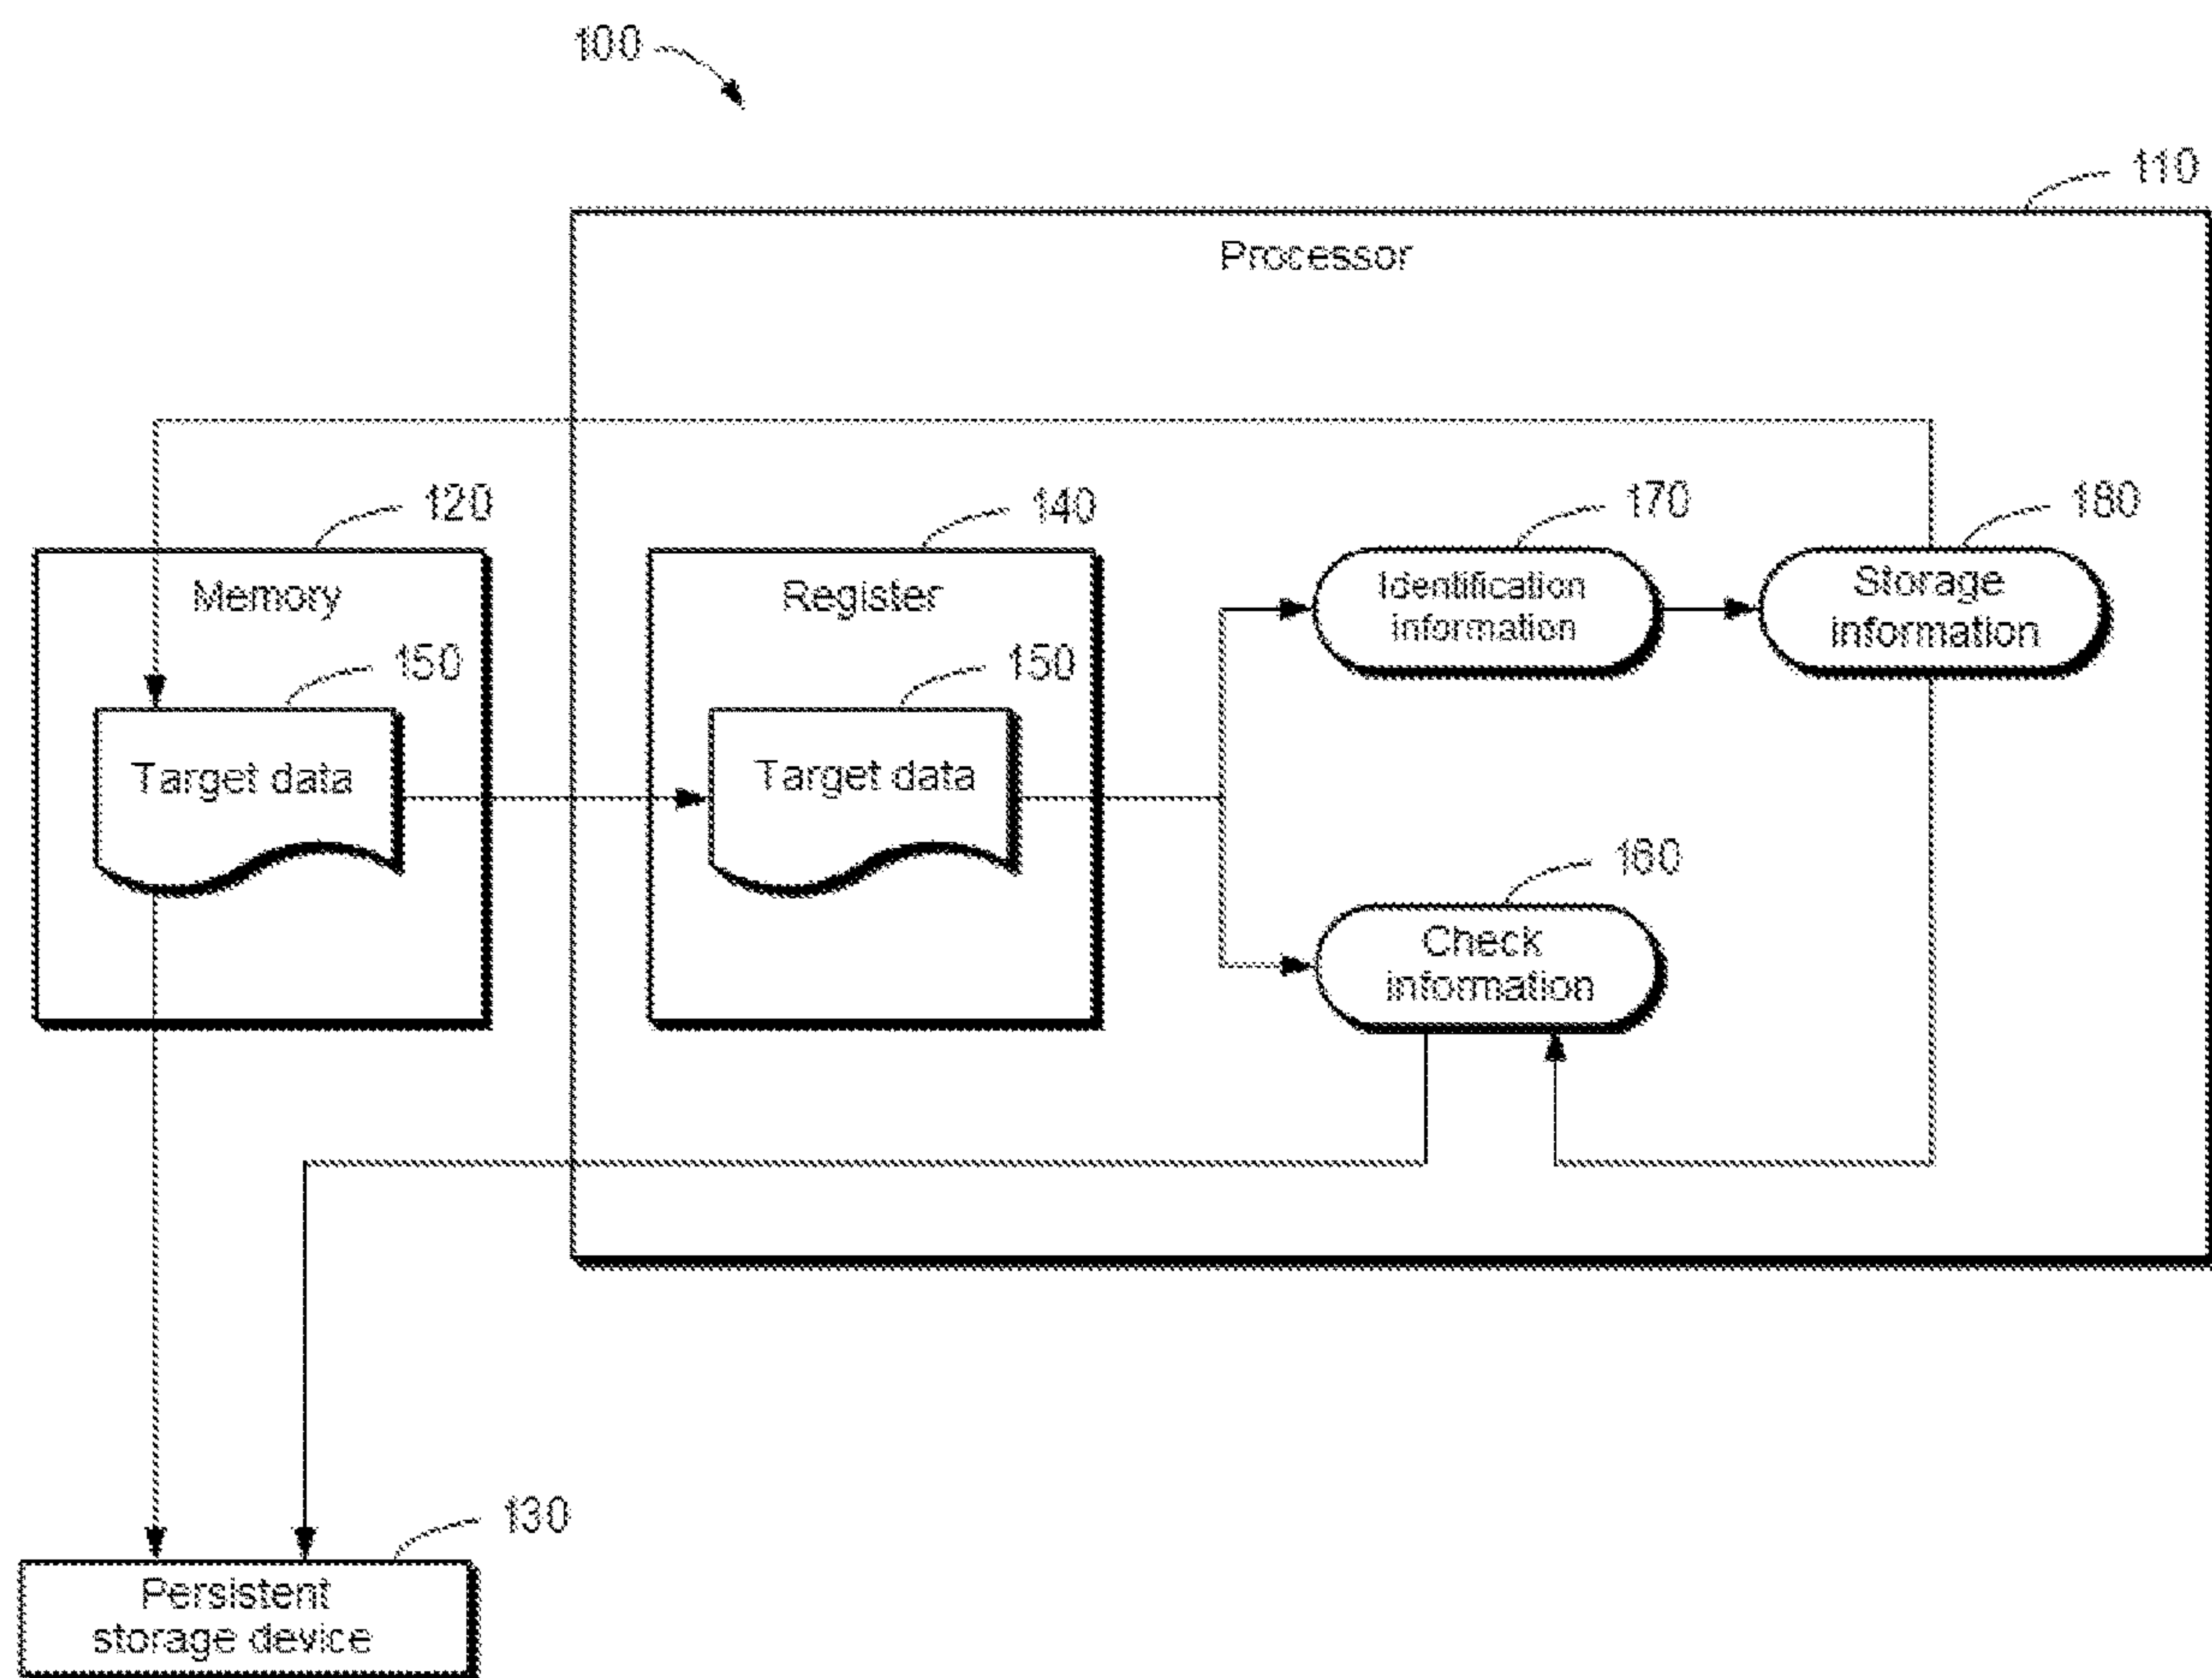 100
110
Processor
120
140
170
180
Memory
Register
Identification
information
Storage
information
150
150
Target data
Target data
160
Check
information
130
Persistent
storage device